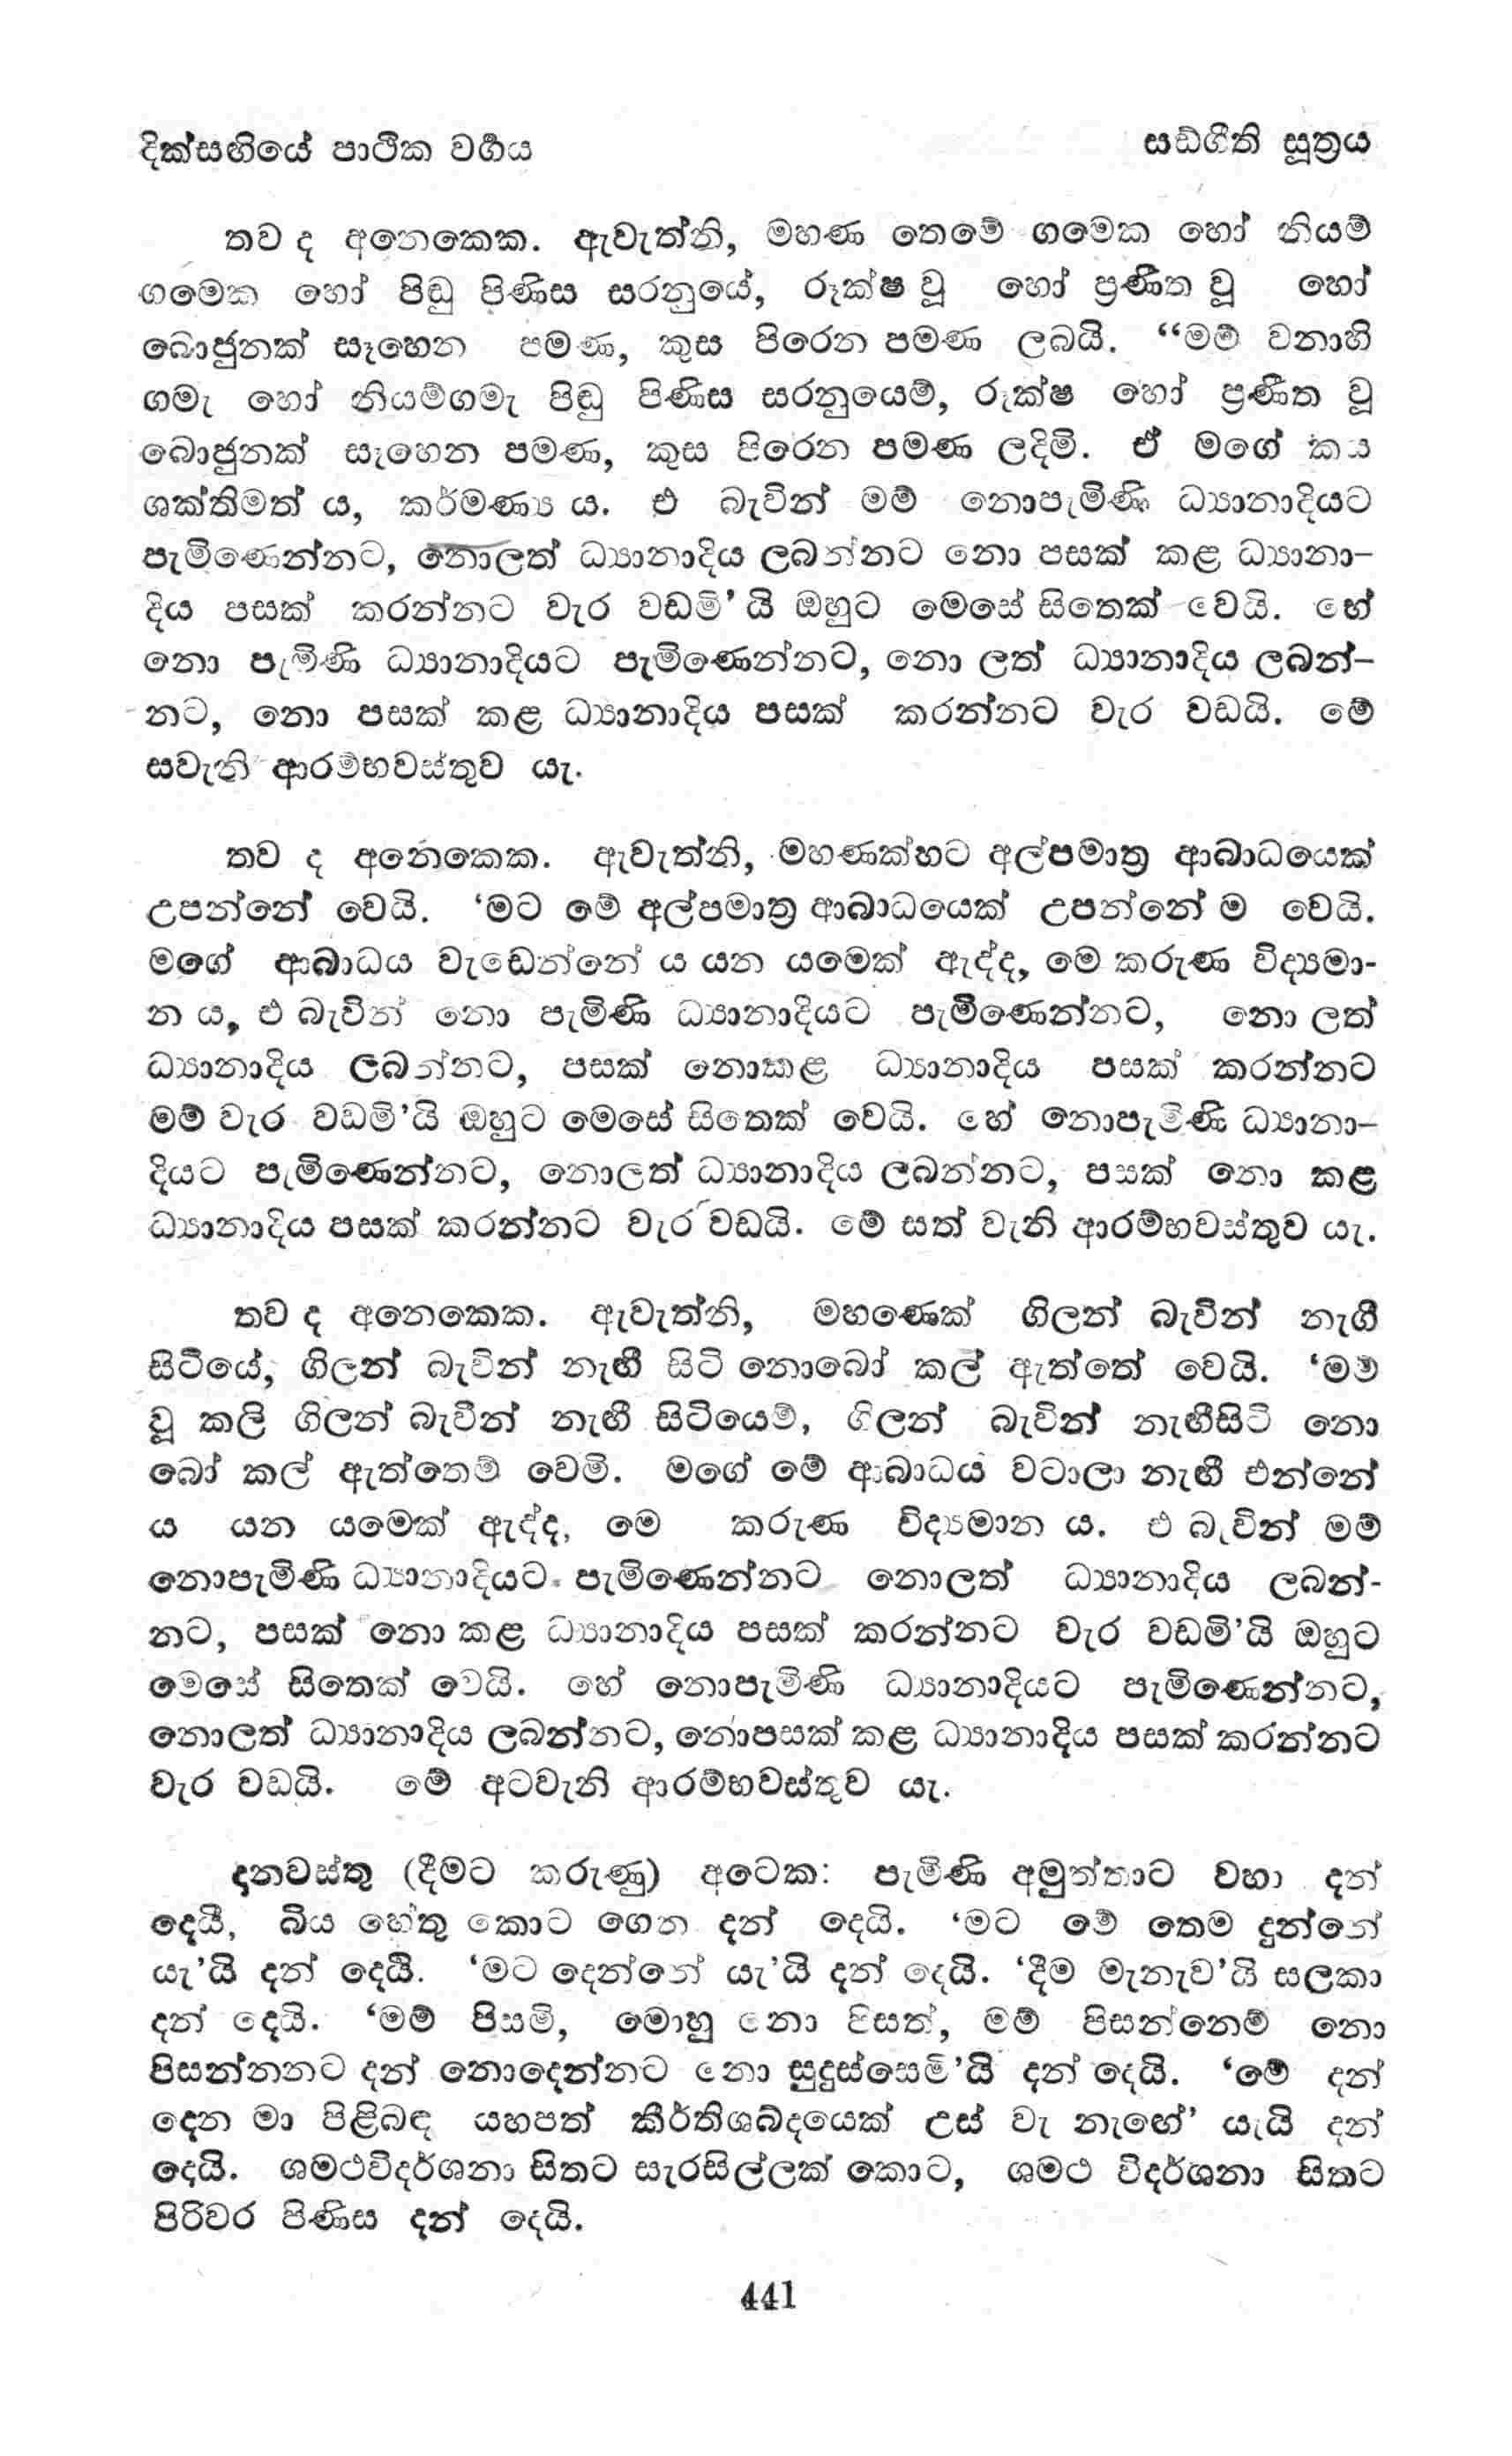 දික්සඟියේ පාථික වර්‍ගය
සඞ්ගීති සූත්‍රය
තව ද අනෙකෙක. ඇවැත්නි, මහණ තෙමේ ගමෙක හෝ නියම්
ගමෙක හෝ පිඬු පිණිස සරනුයේ, රූක්ෂ වූ හෝ ප්‍රණීත වූ හෝ
බොජුනක් සෑහෙන පමණ, කුස පිරෙන පමණ ලබයි. “මම් වනාහි
ගමැ හෝ නියම්ගමැ පිඬු පිණිස සරනුයෙම්, රූක්ෂ හෝ ප්‍රණීත වූ
බොජුනක් සෑහෙන පමණ, කුස පිරෙන පමණ ලදිමි. ඒ මගේ කය
ශක්තිමත් ය, කර්මණ්‍ය ය. එ බැවින් මම් නොපැමිණි ධ්‍යානාදියට
පැමිණෙන්නට, නොලත් ධ්‍යානාදිය ලබන්නට නො පසක් කළ ධ්‍යානා-
දිය පසක් කරන්නට වැර වඩමි’ යි ඔහුට මෙසේ සිතෙක් වෙයි. හේ
නො පැමිණි ධ්‍යානාදියට පැමිණෙන්නට, නො ලත් ධ්‍යානාදිය ලබන්-
නට, නො පසක් කළ ධ්‍යානාදිය පසක් කරන්නට වැර වඩයි. මේ
සවැනි ආරම්භවස්තුව යැ.
තව ද අනෙකෙක. ඇවැත්නි, මහණක්හට අල්පමාත්‍ර ආබාධයෙක්
උපන්නේ වෙයි. ‘මට මේ අල්පමාත්‍ර ආබාධයෙක් උපන්නේ ම වෙයි.
මගේ ආබාධය වැඩෙන්නේ ය යන යමෙක් ඇද්ද, මෙ කරුණ විද්‍යමා-
න ය, එ බැවින් නො පැමිණි ධ්‍යානාදියට පැමිණෙන්නට, නො ලත්
ධ්‍යානාදිය ලබන්නට, පසක් නොකළ ධ්‍යානාදිය පසක් කරන්නට
මම් වැර වඩමි’යි ඔහුට මෙසේ සිතෙක් වෙයි. හේ නොපැමිණි ධ්‍යානා-
දියට පැමිණෙන්නට, නොලත් ධ්‍යානාදිය ලබන්නට, පසක් නො කළ
ධ්‍යානාදිය පසක් කරන්නට වැර වඩයි. මේ සත් වැනි ආරම්භවස්තුව යැ.
තව ද අනෙකෙක. ඇවැත්නි, මහණෙක් ගිලන් බැවින් නැගී
සිටියේ, ගිලන් බැවින් නැඟී සිටි නොබෝ කල් ඇත්තේ වෙයි. ‘මම්
වූ කලි ගිලන් බැවින් නැඟී සිටියෙම්, ගිලන් බැවින් නැඟීසිටි නො
බෝ කල් ඇත්තෙම් වෙමි. මගේ මේ ආබාධය වටාලා නැඟී එන්නේ
ය යන යමෙක් ඇද්ද, මෙ කරුණ විද්‍යමාන ය. එ බැවින් මම්
නොපැමිණි ධ්‍යානාදියට පැමිණෙන්නට නොලත් ධ්‍යානාදිය ලබන්-
නට, පසක් නො කළ ධ්‍යානාදිය පසක් කරන්නට වැර වඩමි’යි ඔහුට
මෙසේ සිතෙක් වෙයි. හේ නොපැමිණි ධ්‍යානාදියට පැමිණෙන්නට,
නොලත් ධ්‍යානාදිය ලබන්නට, නොපසක් කළ ධ්‍යානාදිය පසක් කරන්නට
වැර වඩයි. මේ අටවැනි ආරම්භවස්තුව යැ.
දානවස්තු (දීමට කරුණු) අටෙක: පැමිණි අමුත්තාට වහා දන්
දෙයි, බිය හේතු කොට ගෙන දන් දෙයි. ‘මට මේ තෙම දුන්නේ
යැ’යි දන් දෙයි. ‘මට දෙන්නේ යැ’යි දන් දෙයි. ‘දීම මැනැව’යි සලකා
දන් දෙයි. ‘මම් පිසමි, මොහු නො පිසත්, මම් පිසන්නෙම් නො
පිසන්නනට දන් නොදෙන්නට නො සුදුස්සෙමි’යි දන් දෙයි. ‘මේ දන්
දෙන මා පිළිබඳ යහපත් කීර්තිශබ්දයෙක් උස් වැ නැඟේ’ යැයි දන්
දෙයි. ශමථවිදර්ශනා සිතට සැරසිල්ලක් කොට, ශමථ විදර්ශනා සිතට
පිරිවර පිණිස දන් දෙයි.
441